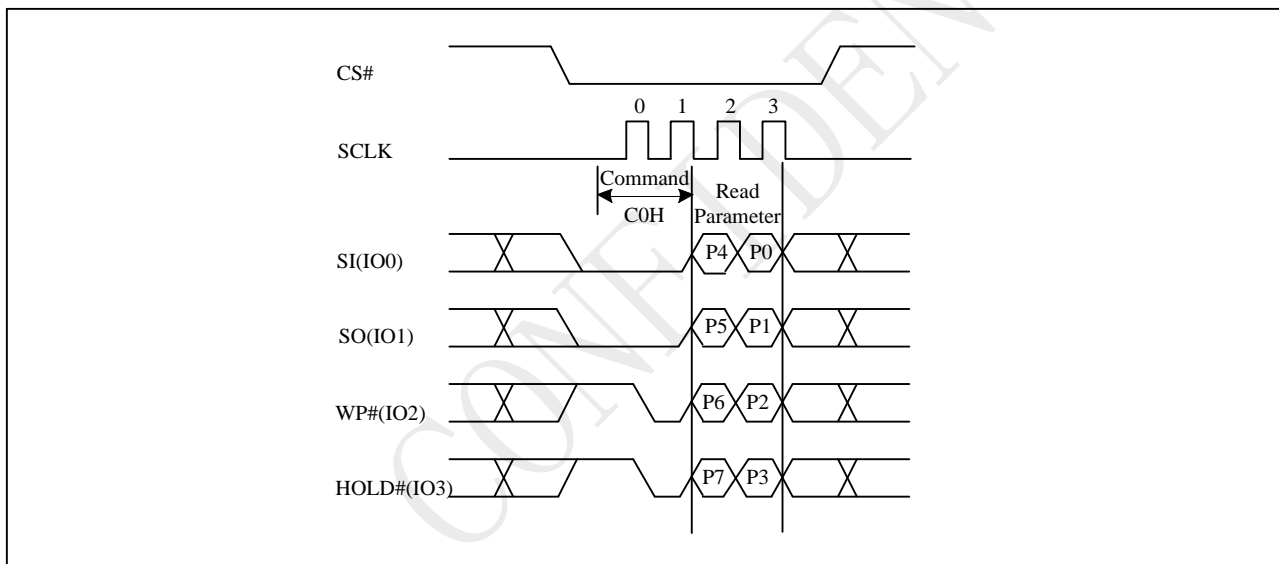 CS#
0 1 2 3
SCLK
Command
C0H
Read
Parameter
SI(IO0) P4 P0
SO(IO1) P5 P1
WP#(IO2) P6 P2
HOLD#(IO3) P7 P3
CONFIDEN